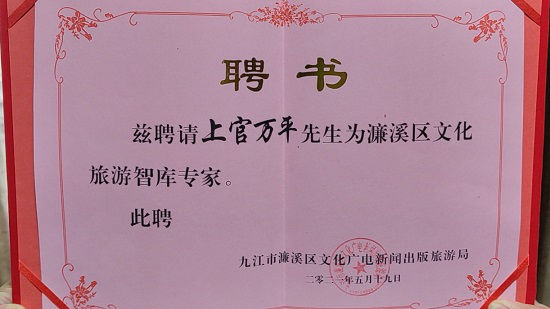 聘书
兹聘请上官万平先生为濂溪区文化
旅游智库专家。
此聘
九江市濂溪区文化广电新闻出版旅游局
二〇二一年五月十九日